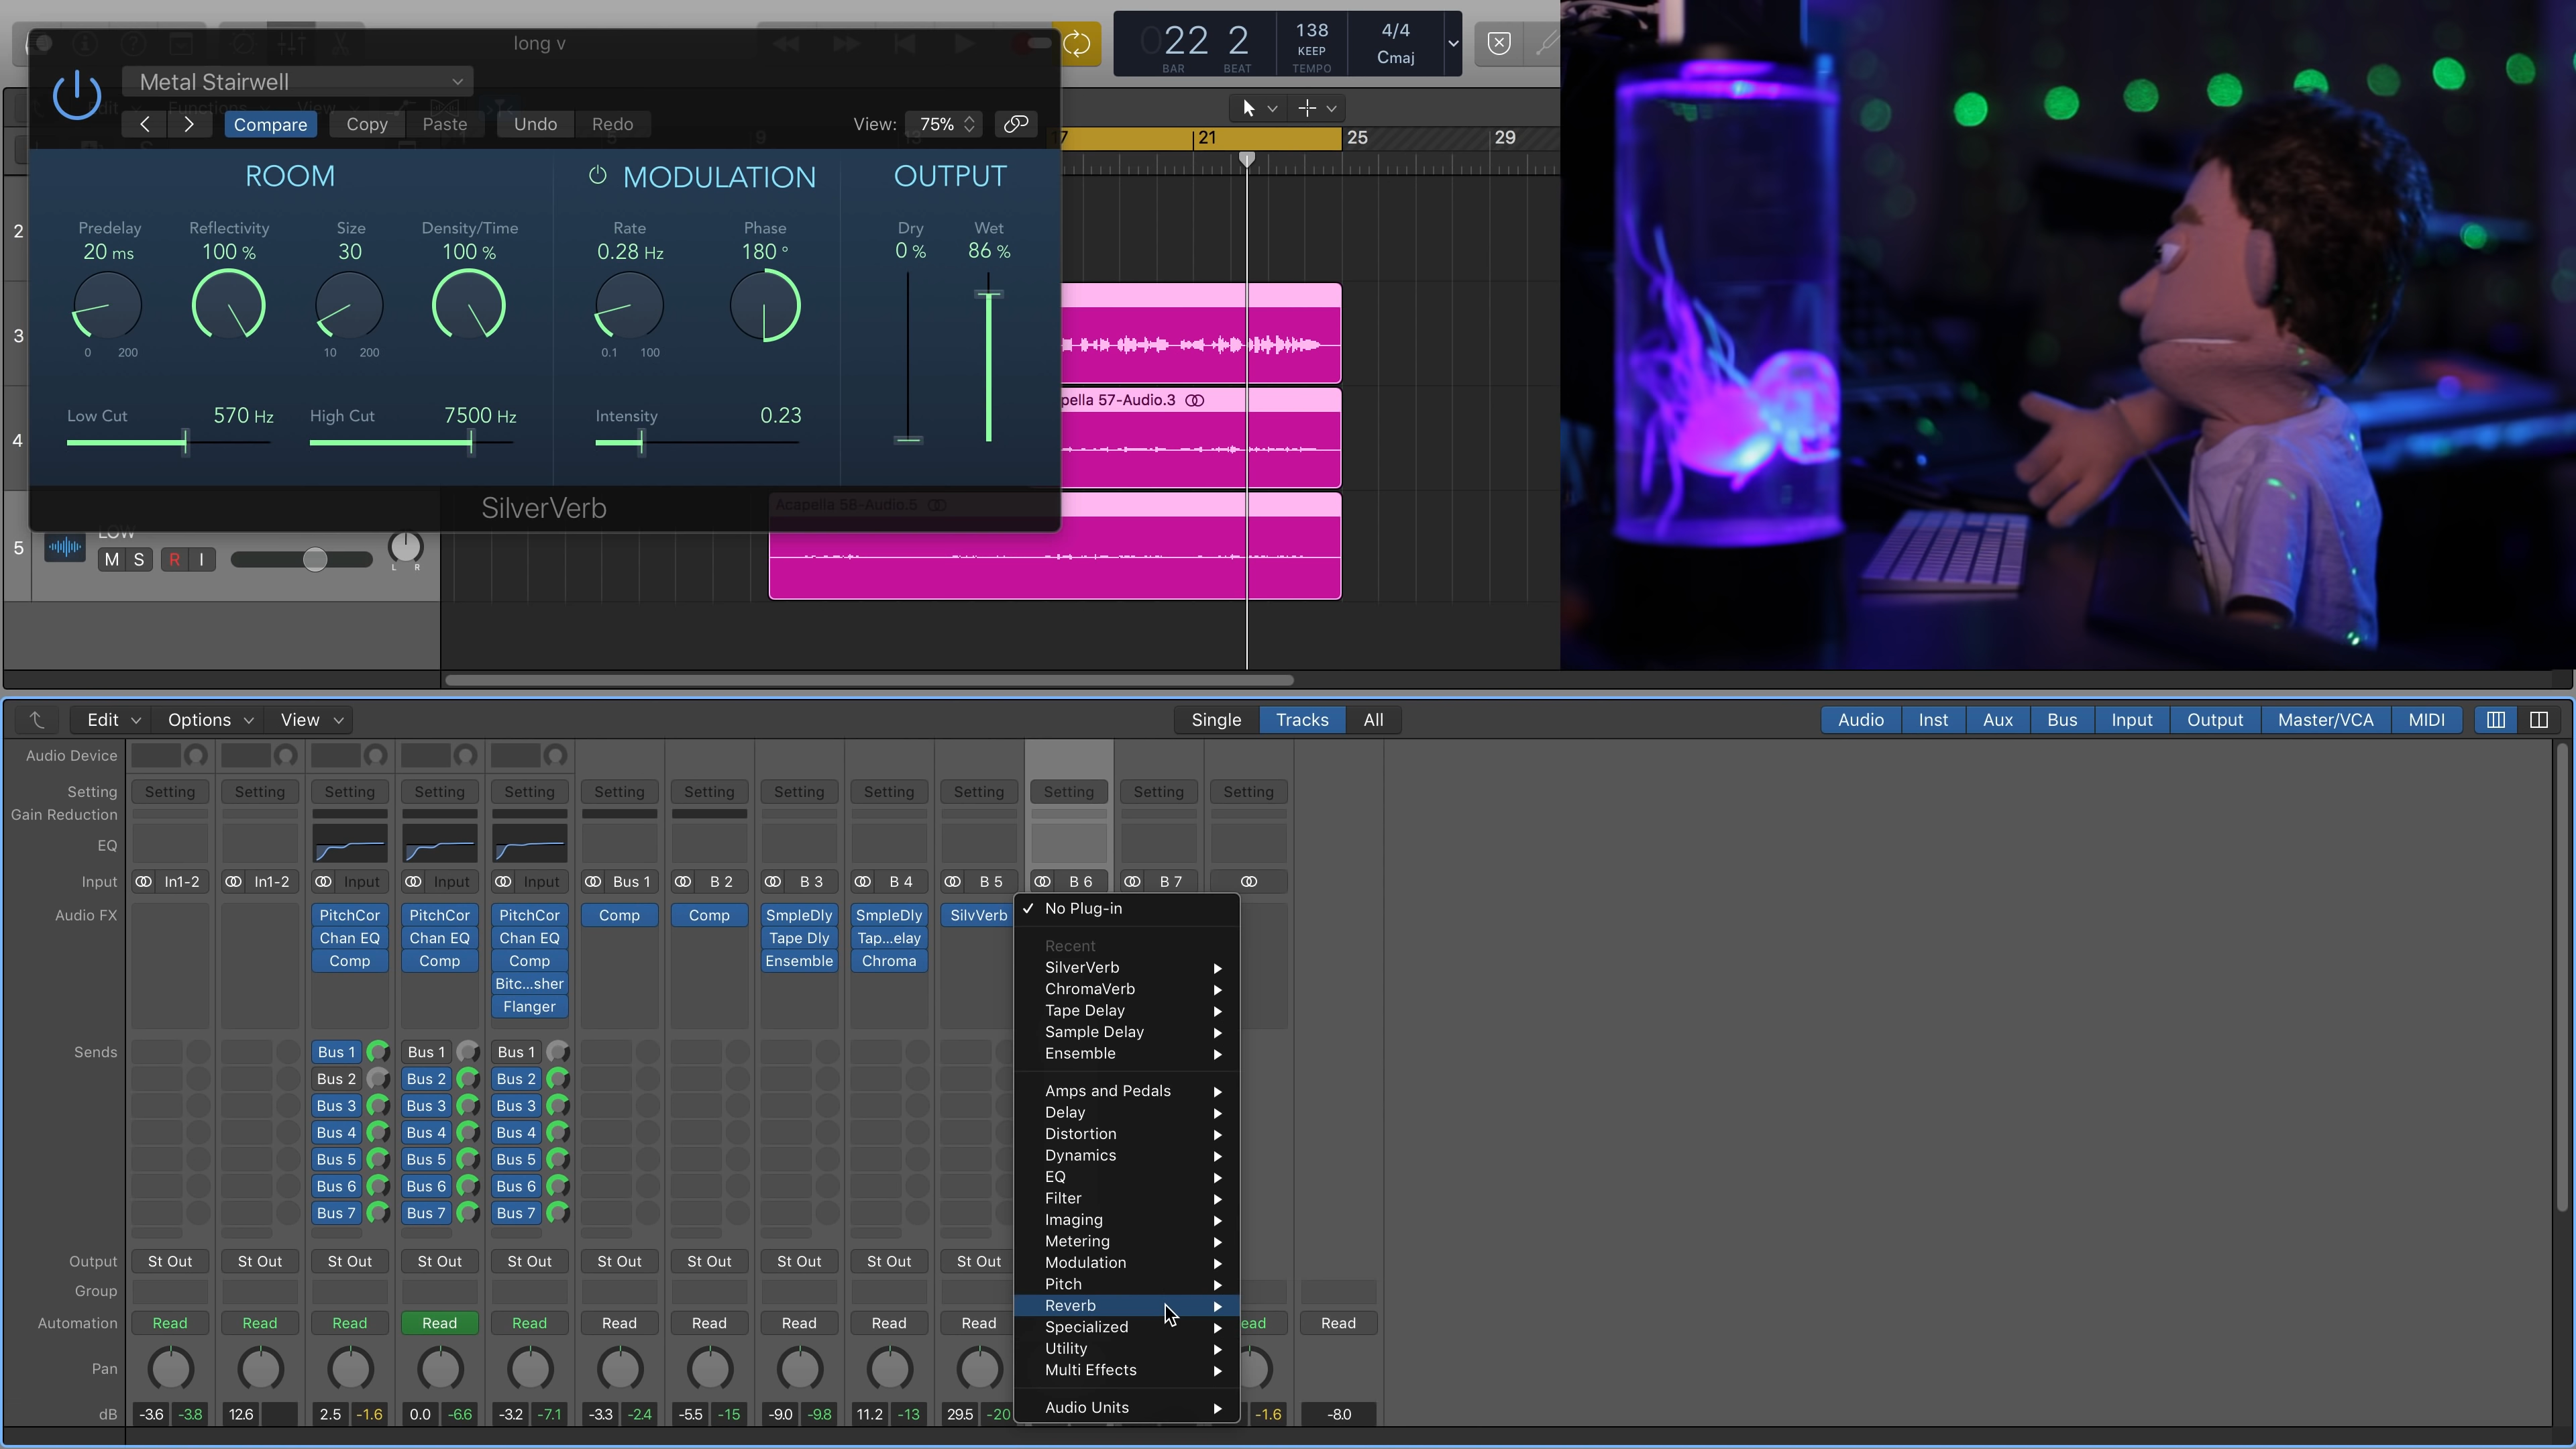 long v
022 2
BAR BEAT
138
KEEP
TEMPO
4/4
Cmaj
Metal Stairwell
Edit Functions View
Compare Copy Paste Undo Redo
View: 75%
17 21 25 29
ROOM
MODULATION
OUTPUT
Predelay Reflectivity Size Density/Time
20 ms 100 % 30 100 %
0 200 10 200
Rate Phase
0.28 Hz 180 °
0.1 100
Dry Wet
0 % 86 %
Low Cut 570 Hz High Cut 7500 Hz
Intensity 0.23
SilverVerb
2
3
4
pella 57-Audio.3
Acapella 58-Audio.5
5
LOW
M S R I
L R
Edit Options View
Single Tracks All
Audio Inst Aux Bus Input Output Master/VCA MIDI
Audio Device
Setting Setting Setting Setting Setting Setting Setting Setting Setting Setting Setting Setting Setting Setting
Gain Reduction
EQ
Input In1-2 In1-2 Input Input Input Bus 1 B 2 B 3 B 4 B 5 B 6 B 7
Audio FX PitchCor PitchCor PitchCor Comp Comp SmpleDly SmpleDly SilvVerb
Chan EQ Chan EQ Chan EQ Tape Dly Tap...elay
Comp Comp Comp Ensemble Chroma
Bitc...sher
Flanger
Sends Bus 1 Bus 1 Bus 1
Bus 2 Bus 2 Bus 2
Bus 3 Bus 3 Bus 3
Bus 4 Bus 4 Bus 4
Bus 5 Bus 5 Bus 5
Bus 6 Bus 6 Bus 6
Bus 7 Bus 7 Bus 7
Output St Out St Out St Out St Out St Out St Out St Out St Out St Out St Out
Group
Automation Read Read Read Read Read Read Read Read Read Read ead Read
Pan
dB -3.6 -3.8 12.6 2.5 -1.6 0.0 -6.6 -3.2 -7.1 -3.3 -2.4 -5.5 -15 -9.0 -9.8 11.2 -13 29.5 -20 -1.6 -8.0
No Plug-in
Recent
SilverVerb
ChromaVerb
Tape Delay
Sample Delay
Ensemble
Amps and Pedals
Delay
Distortion
Dynamics
EQ
Filter
Imaging
Metering
Modulation
Pitch
Reverb
Specialized
Utility
Multi Effects
Audio Units